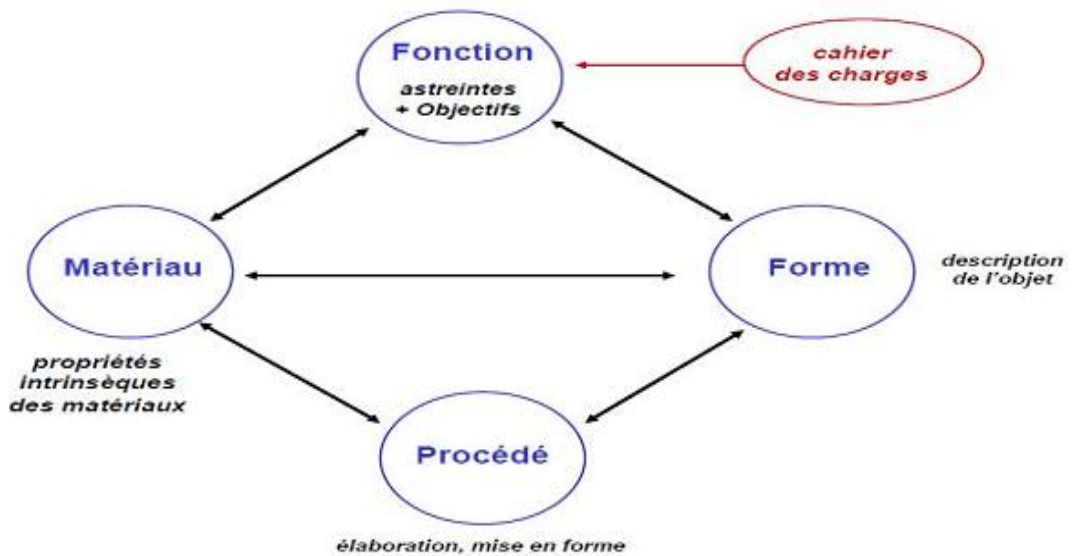 Fonction
astreintes
+ Objectifs
cahier
des charges
Matériau
propriétés
intrinsèques
des matériaux
Forme
description
de l'objet
Procédé
élaboration, mise en forme